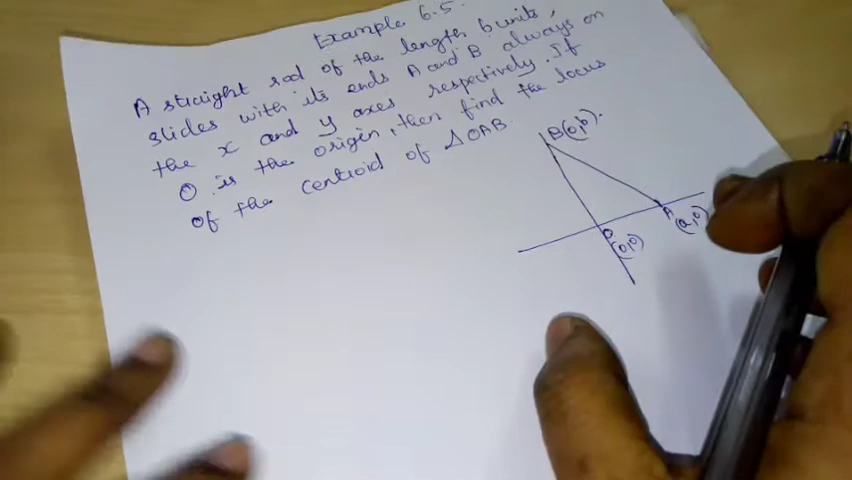 Example 6.5.
A straight rod of the length 6 units,
slides with its ends A and B always on
the x and y axes respectively. If
O is the origin, then find the locus
of the centroid of △OAB.
B(0,b).
A
(a,0)
O
(0,0)